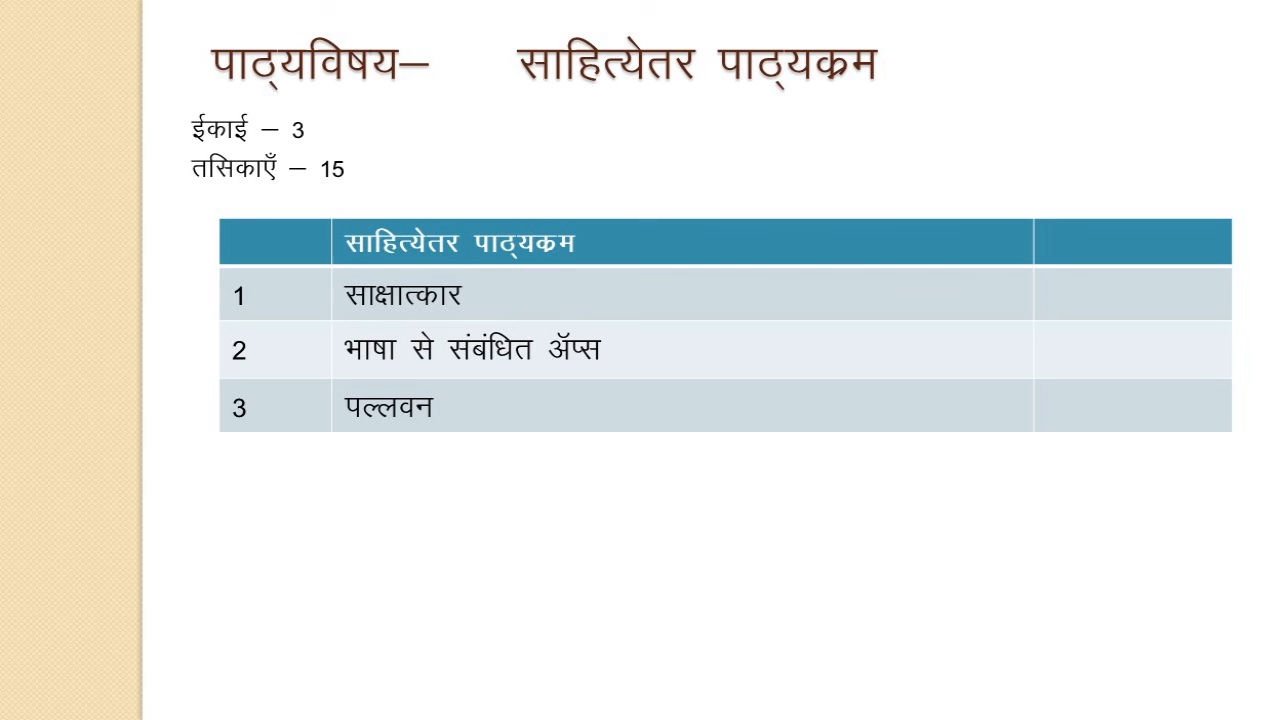 पाठ्यविषय– साहित्येतर पाठ्यक्रम
ईकाई – 3
तसिकाएँ – 15
साहित्येतर पाठ्यक्रम
1 साक्षात्कार
2 भाषा से संबंधित ॲप्स
3 पल्लवन